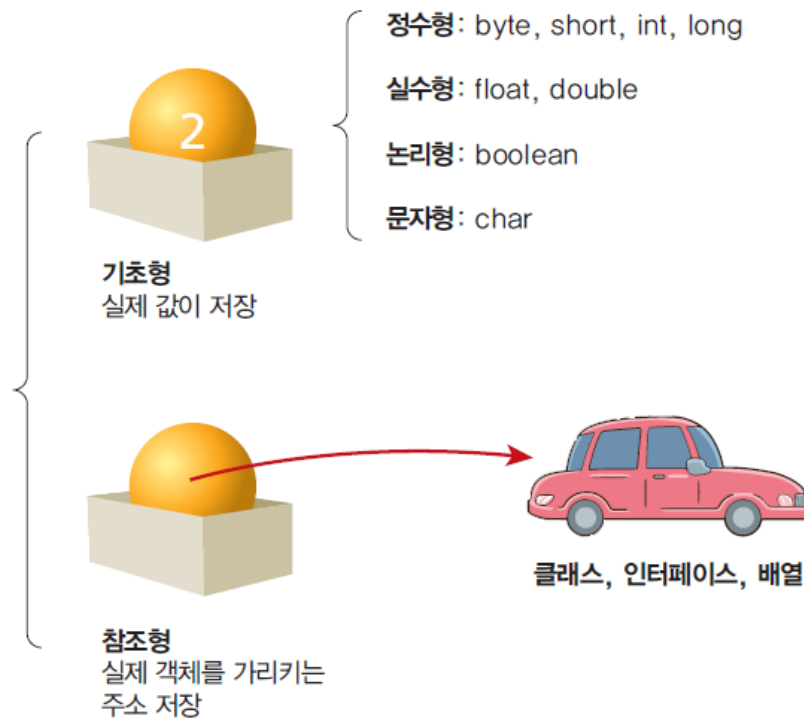 정수형: byte, short, int, long
실수형: float, double
논리형: boolean
문자형: char
2
기초형
실제 값이 저장
클래스, 인터페이스, 배열
참조형
실제 객체를 가리키는
주소 저장